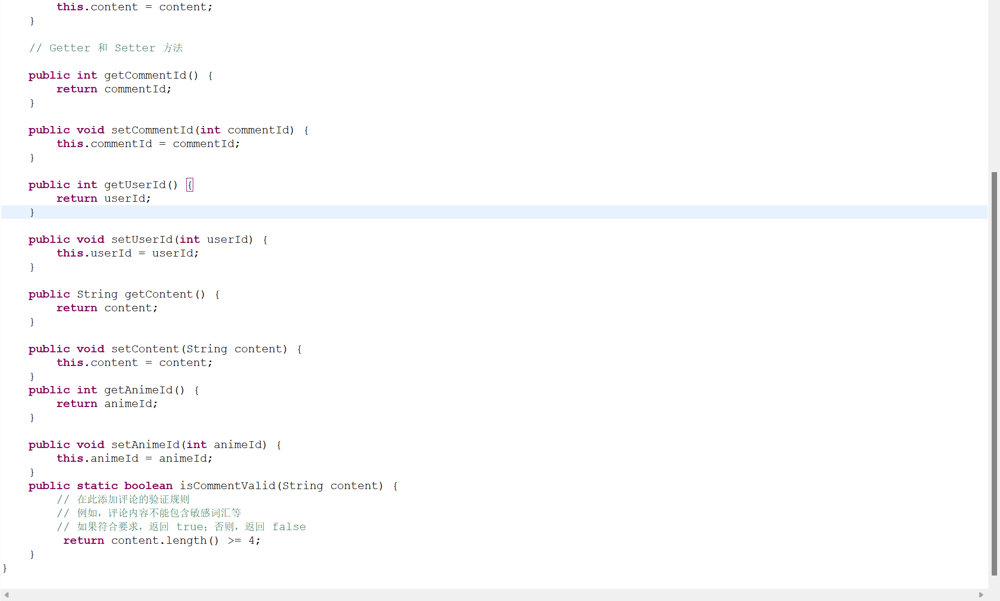 this.content = content;
}
// Getter 和 Setter 方法
public int getCommentId() {
return commentId;
}
public void setCommentId(int commentId) {
this.commentId = commentId;
}
public int getUserId() {
return userId;
}
public void setUserId(int userId) {
this.userId = userId;
}
public String getContent() {
return content;
}
public void setContent(String content) {
this.content = content;
}
public int getAnimeId() {
return animeId;
}
public void setAnimeId(int animeId) {
this.animeId = animeId;
}
public static boolean isCommentValid(String content) {
// 在此添加评论的验证规则
// 例如，评论内容不能包含敏感词汇等
// 如果符合要求，返回 true；否则，返回 false
return content.length() >= 4;
}
}